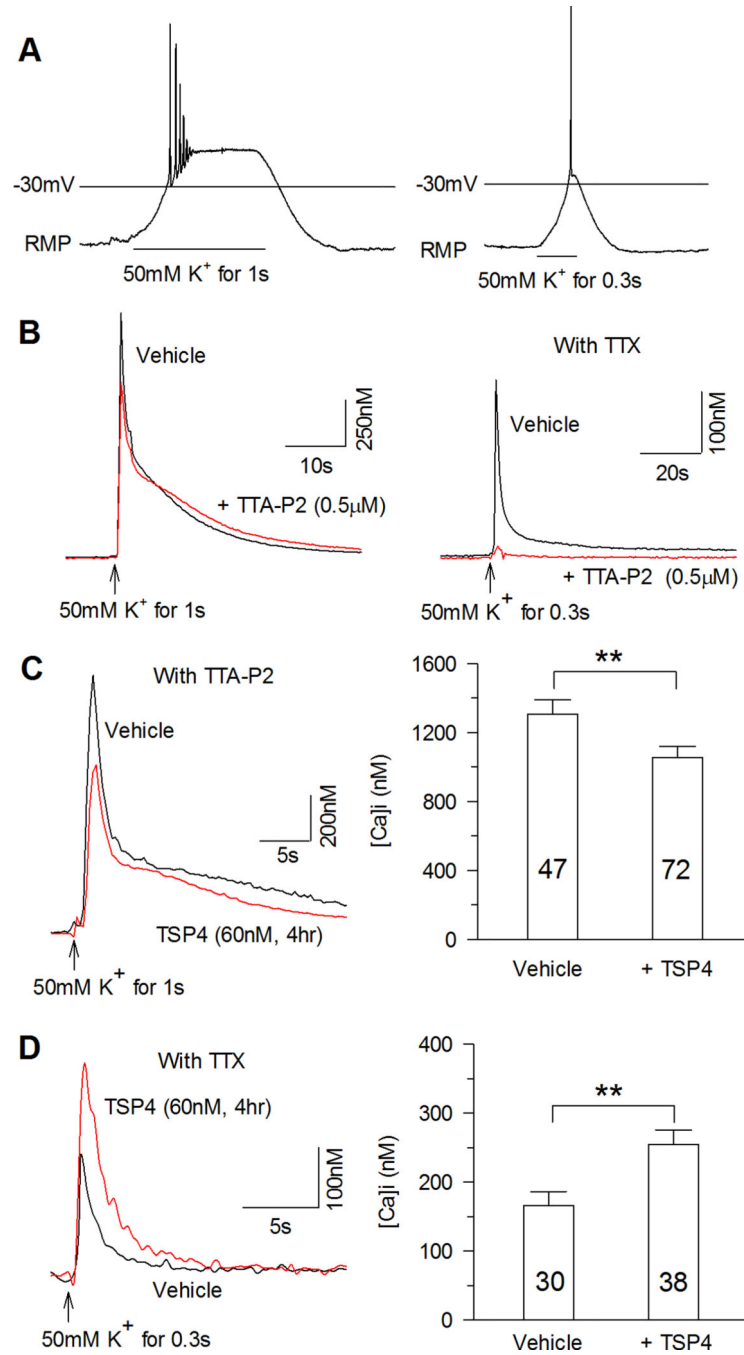 A
-30mV
RMP
50mM K⁺ for 1s
-30mV
RMP
50mM K⁺ for 0.3s
B
Vehicle
250nM
10s
+ TTA-P2 (0.5µM)
50mM K⁺ for 1s
With TTX
Vehicle
100nM
20s
+ TTA-P2 (0.5µM)
50mM K⁺ for 0.3s
C
With TTA-P2
Vehicle
200nM
5s
TSP4 (60nM, 4hr)
50mM K⁺ for 1s
[Ca]i (nM)
1600
1200
800
400
0
**
47
72
Vehicle
+ TSP4
D
With TTX
TSP4 (60nM, 4hr)
100nM
5s
Vehicle
50mM K⁺ for 0.3s
[Ca]i (nM)
400
300
250
150
50
0
**
30
38
Vehicle
+ TSP4